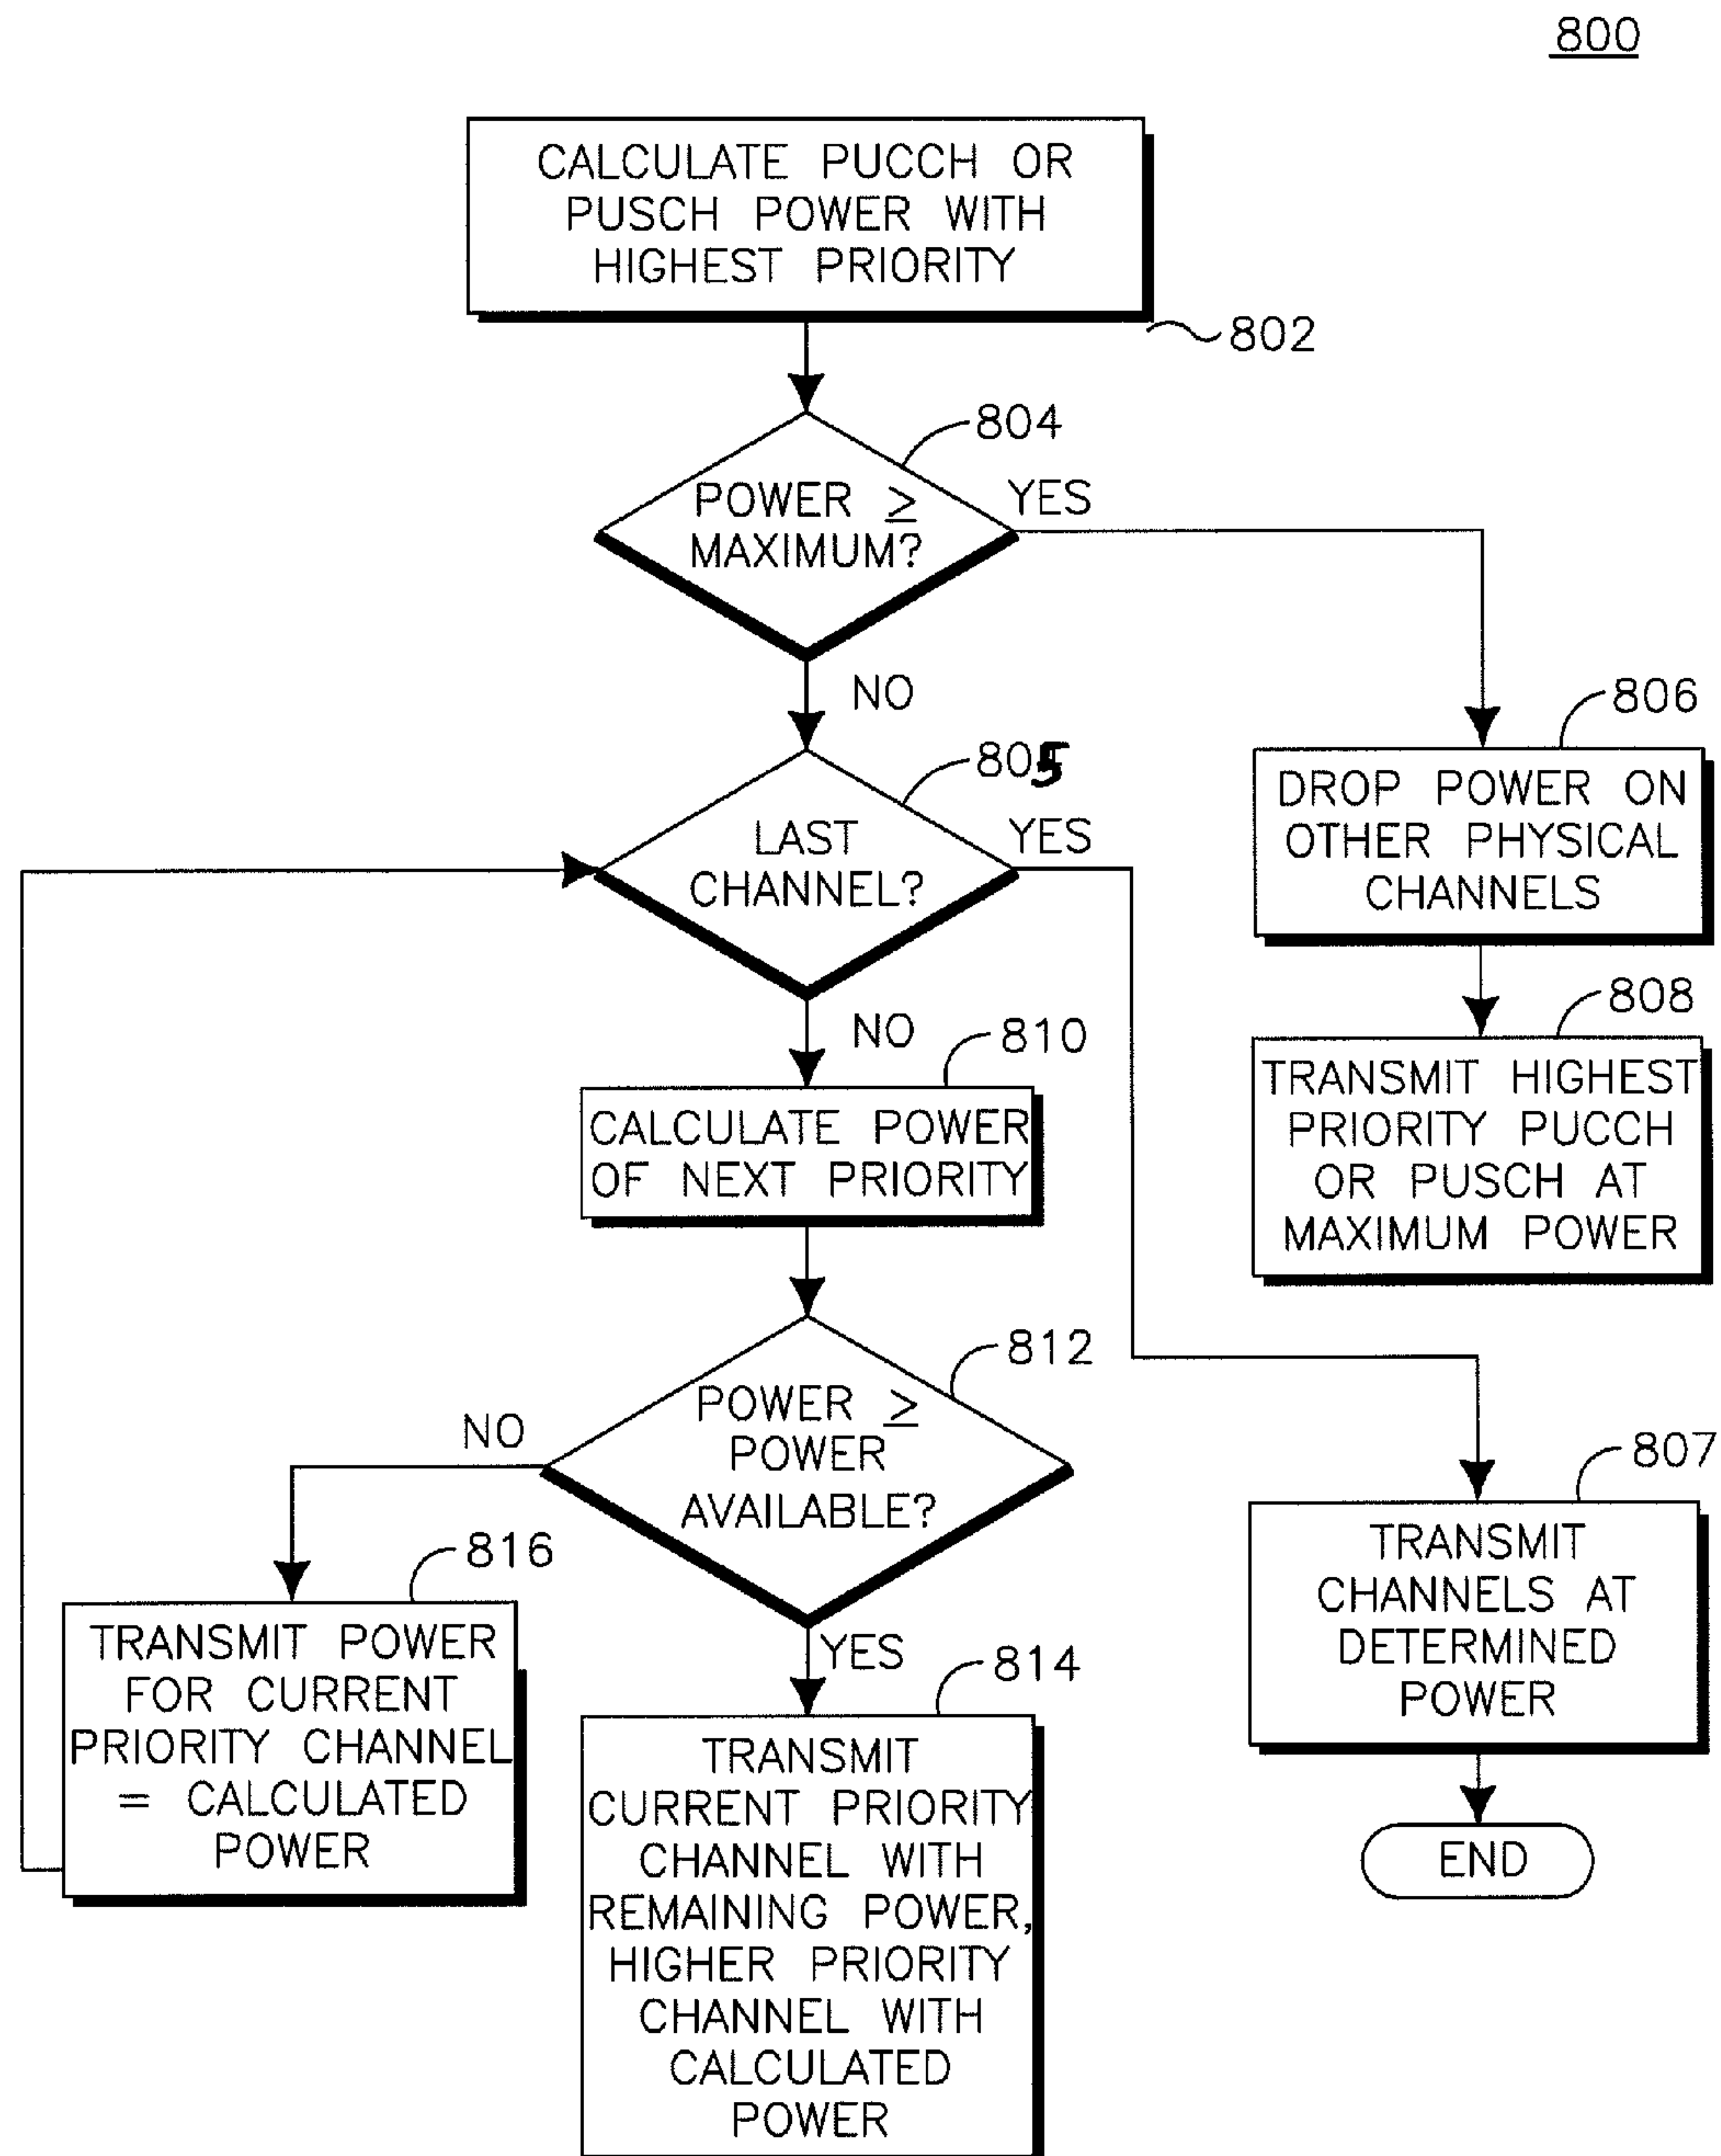 800
CALCULATE PUCCH OR
PUSCH POWER WITH
HIGHEST PRIORITY
802
804
POWER ≥
MAXIMUM?
YES
NO
805
LAST
CHANNEL?
YES
NO
806
DROP POWER ON
OTHER PHYSICAL
CHANNELS
808
TRANSMIT HIGHEST
PRIORITY PUCCH
OR PUSCH AT
MAXIMUM POWER
810
CALCULATE POWER
OF NEXT PRIORITY
812
POWER ≥
POWER
AVAILABLE?
NO
YES
807
TRANSMIT
CHANNELS AT
DETERMINED
POWER
END
816
TRANSMIT POWER
FOR CURRENT
PRIORITY CHANNEL
= CALCULATED
POWER
814
TRANSMIT
CURRENT PRIORITY
CHANNEL WITH
REMAINING POWER,
HIGHER PRIORITY
CHANNEL WITH
CALCULATED
POWER